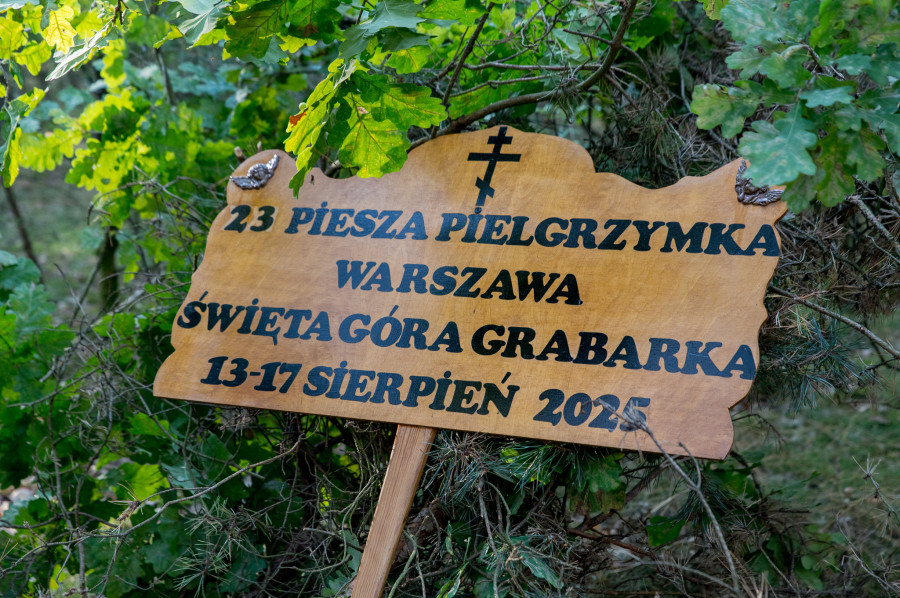 23 PIESZA PIELGRZYMKA
WARSZAWA
ŚWIĘTA GÓRA GRABARKA
13-17 SIERPIEŃ 2025